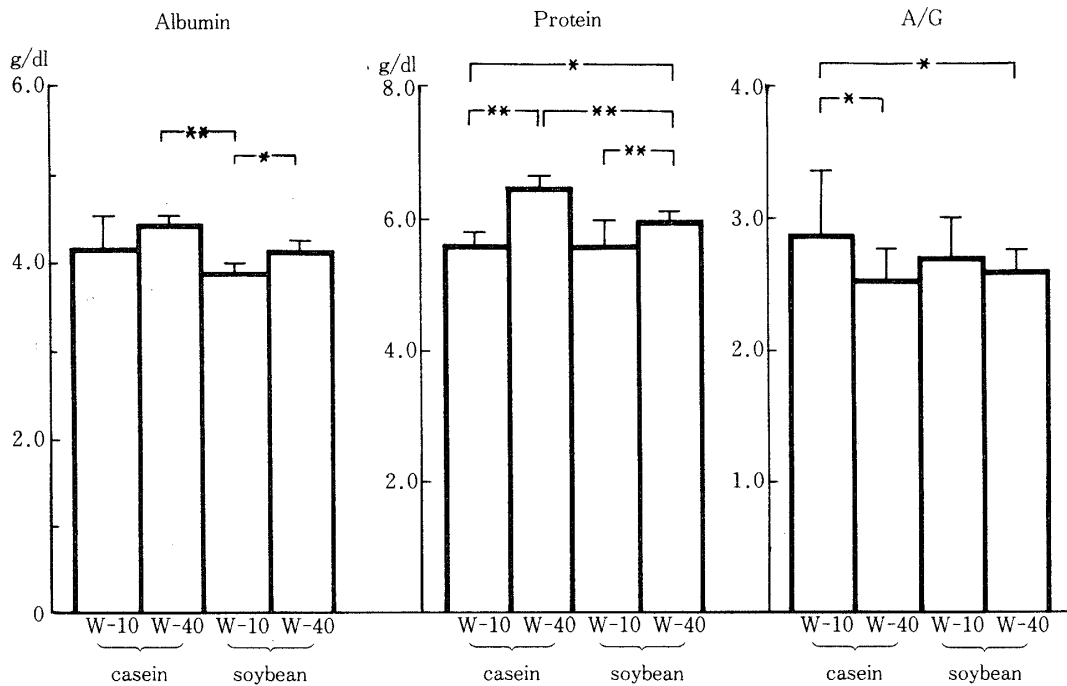 Albumin
g/dl
6.0
4.0
2.0
0
**
*
W-10 W-40 W-10 W-40
casein soybean
Protein
g/dl
8.0
6.0
4.0
2.0
*
** **
**
W-10 W-40 W-10 W-40
casein soybean
A/G
4.0
3.0
2.0
1.0
*
*
W-10 W-40 W-10 W-40
casein soybean